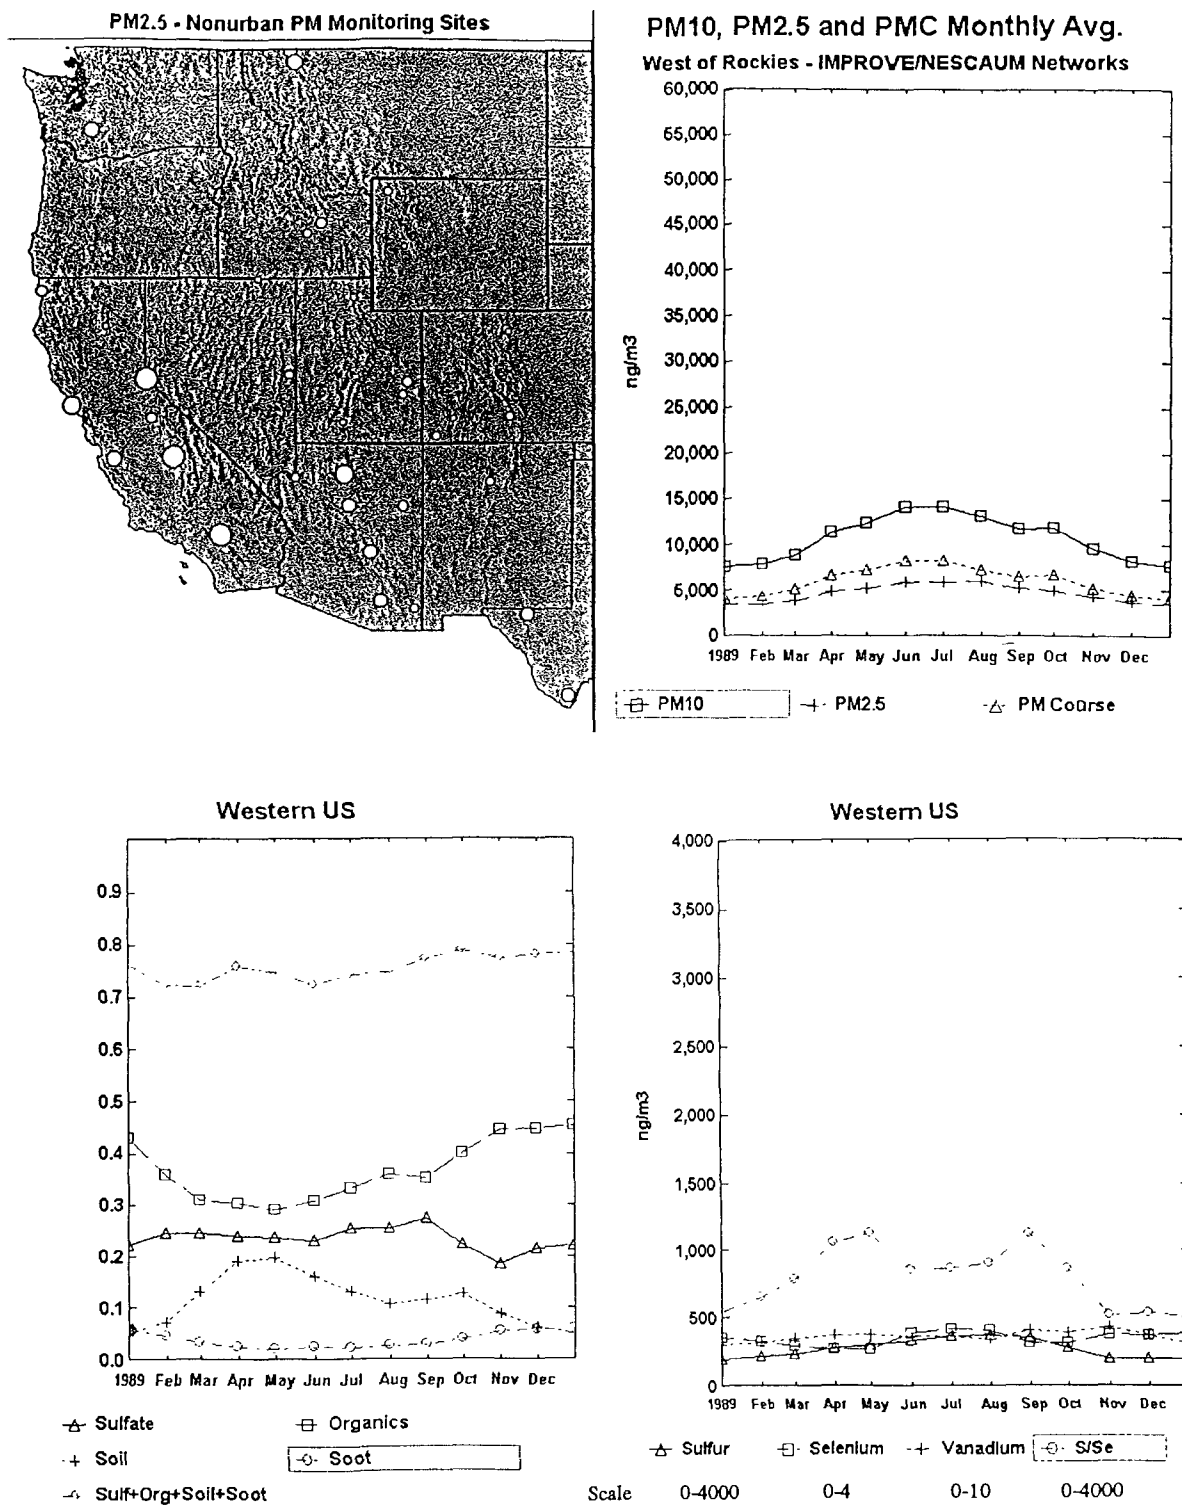 PM2.5 - Nonurban PM Monitoring Sites
PM10, PM2.5 and PMC Monthly Avg.
West of Rockies - IMPROVE/NESCAUM Networks
60,000
65,000
50,000
45,000
40,000
35,000
30,000
25,000
20,000
15,000
10,000
5,000
0
ng/m3
1989 Feb Mar Apr May Jun Jul Aug Sep Oct Nov Dec
PM10 PM2.5 PM Course
Western US
0.9
0.8
0.7
0.6
0.5
0.4
0.3
0.2
0.1
0.0
1989 Feb Mar Apr May Jun Jul Aug Sep Oct Nov Dec
Sulfate Organics
Soil Soot
Sulf+Org+Soil+Soot
Western US
4,000
3,500
3,000
2,500
2,000
1,500
1,000
500
0
ng/m3
1989 Feb Mar Apr May Jun Jul Aug Sep Oct Nov Dec
Sulfur Selenium Vanadium S/Se
Scale 0-4000 0-4 0-10 0-4000